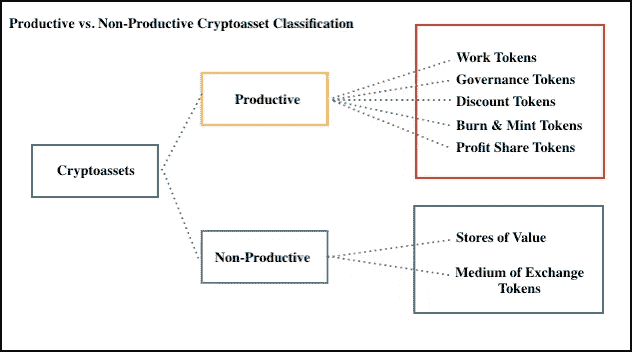 Productive vs. Non-Productive Cryptoasset Classification
Cryptoassets
Productive
Work Tokens
Governance Tokens
Discount Tokens
Burn & Mint Tokens
Profit Share Tokens
Non-Productive
Stores of Value
Medium of Exchange
Tokens